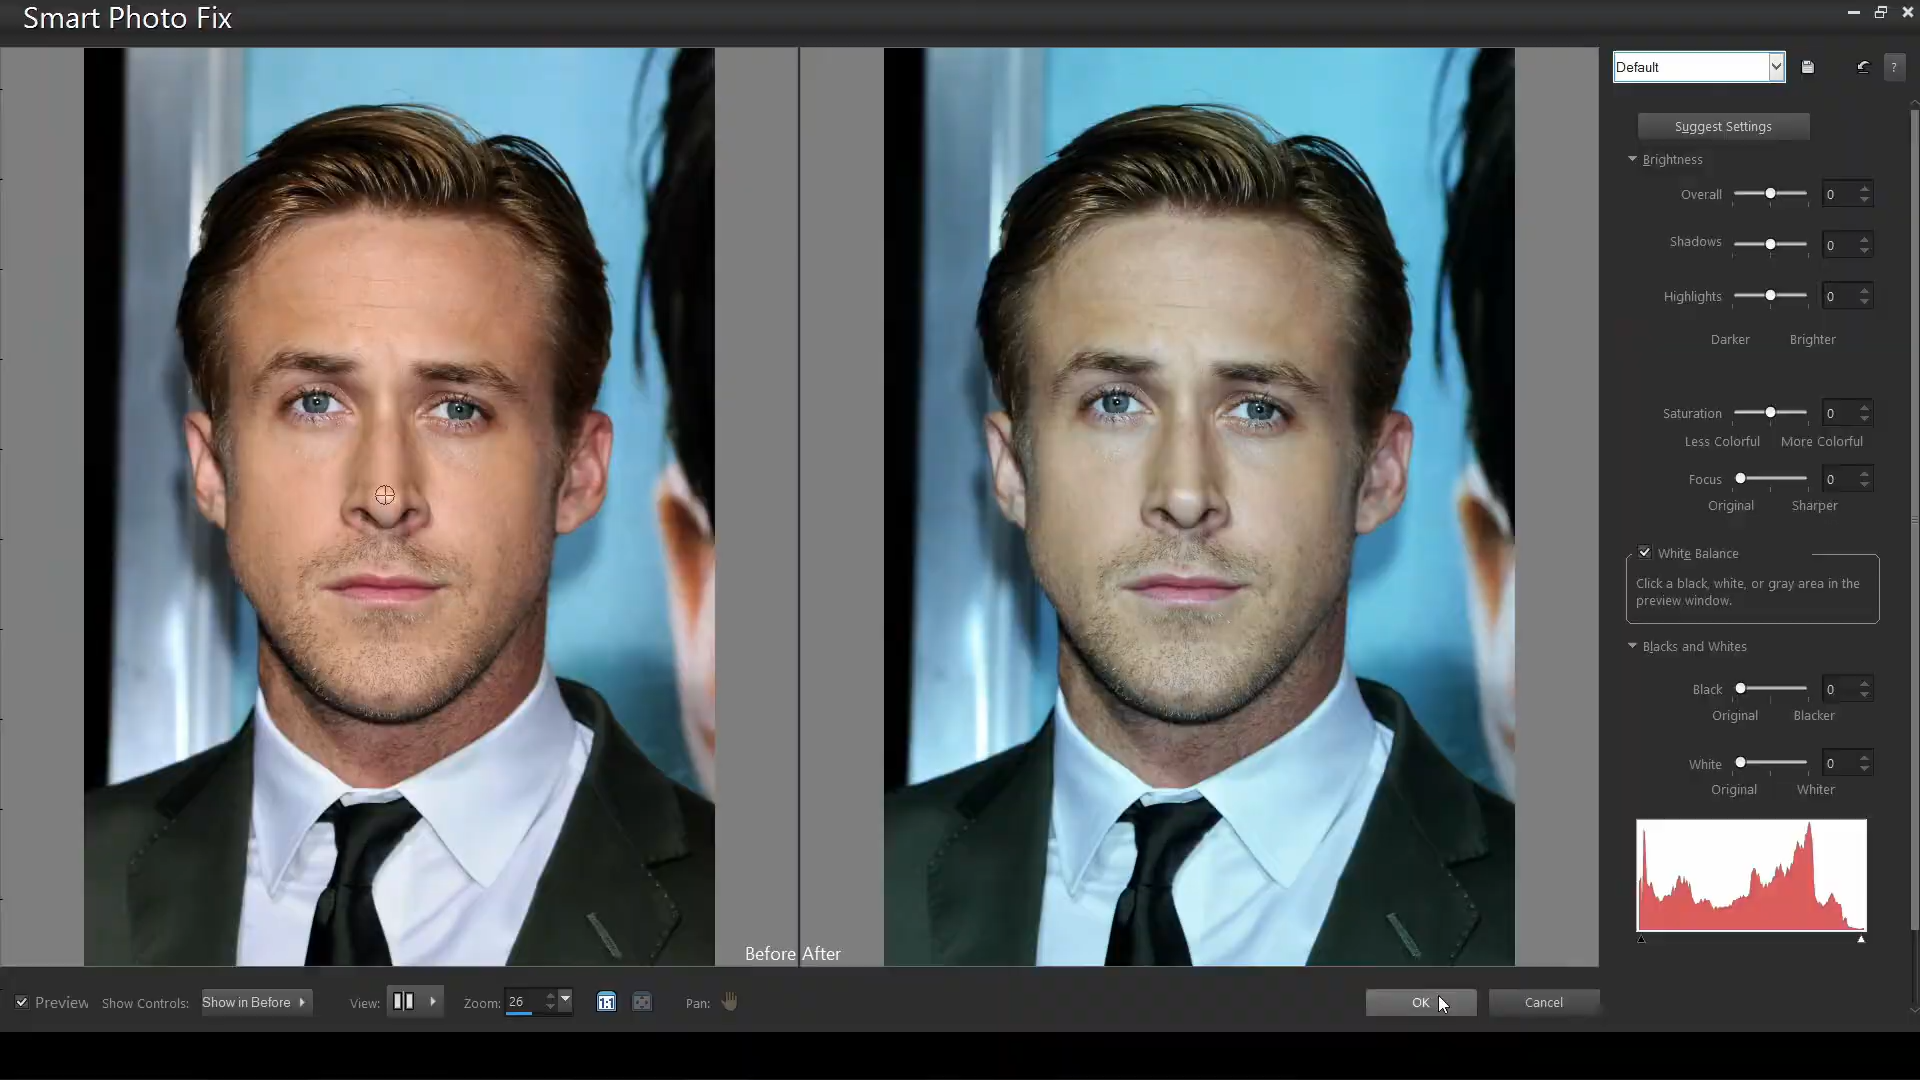 Smart Photo Fix
Default
?
Suggest Settings
Brightness
Overall 0
Shadows 0
Highlights 0
Darker Brighter
Saturation 0
Less Colorful More Colorful
Focus 0
Original Sharper
White Balance
Click a black, white, or gray area in the
preview window.
Blacks and Whites
Black 0
Original Blacker
White 0
Original Whiter
Before After
Preview Show Controls: Show in Before View: Zoom: 26 1:1 Pan: OK Cancel